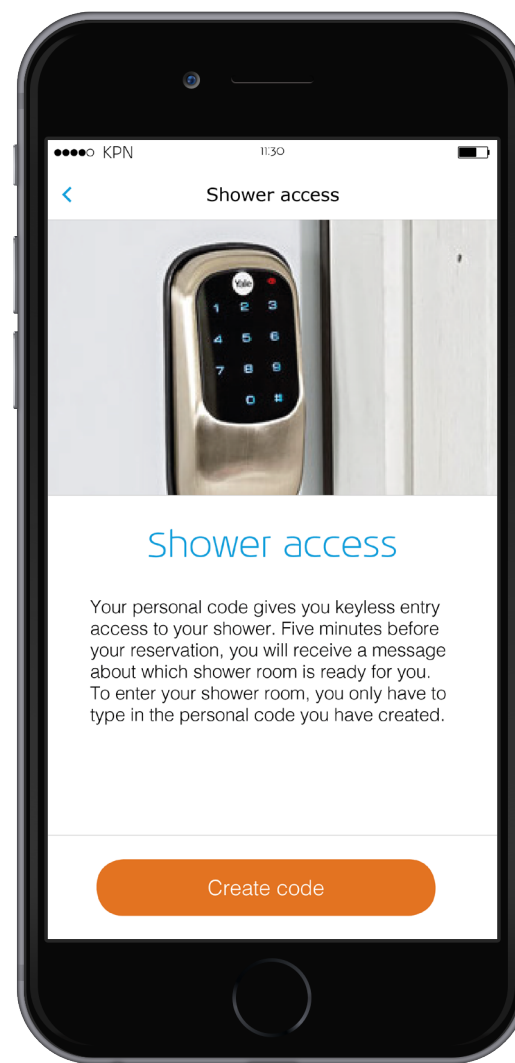 KPN
11:30
Shower access
Yale
1 2 3
4 5 6
7 8 9
0 #
Shower access
Your personal code gives you keyless entry
access to your shower. Five minutes before
your reservation, you will receive a message
about which shower room is ready for you.
To enter your shower room, you only have to
type in the personal code you have created.
Create code